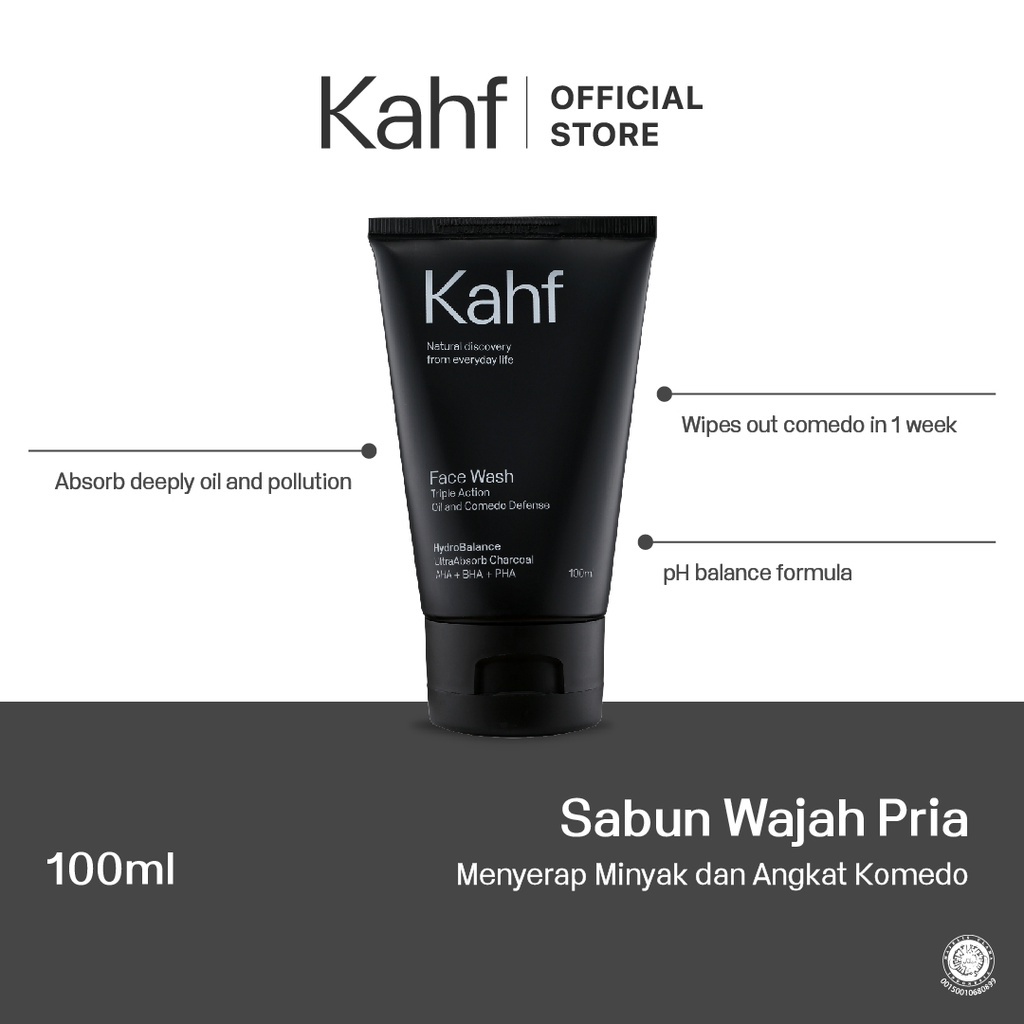 Kahf
OFFICIAL
STORE
Kahf
Natural discovery
from everyday life
Wipes out comedo in 1 week
Absorb deeply oil and pollution
Face Wash
Triple Action
Oil and Comedo Defense
HydroBalance
UltraAbsorb Charcoal
AHA + BHA + PHA
100m
pH balance formula
Sabun Wajah Pria
100ml
Menyerap Minyak dan Angkat Komedo
00150010680899